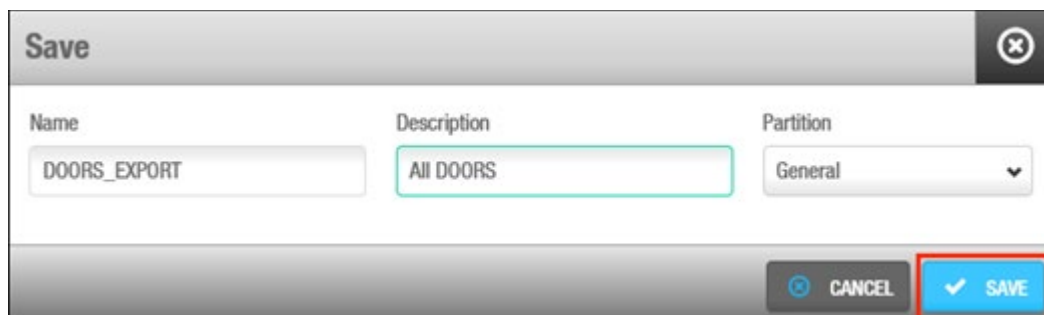 Save
Name Description Partition
DOORS_EXPORT All DOORS General
CANCEL SAVE